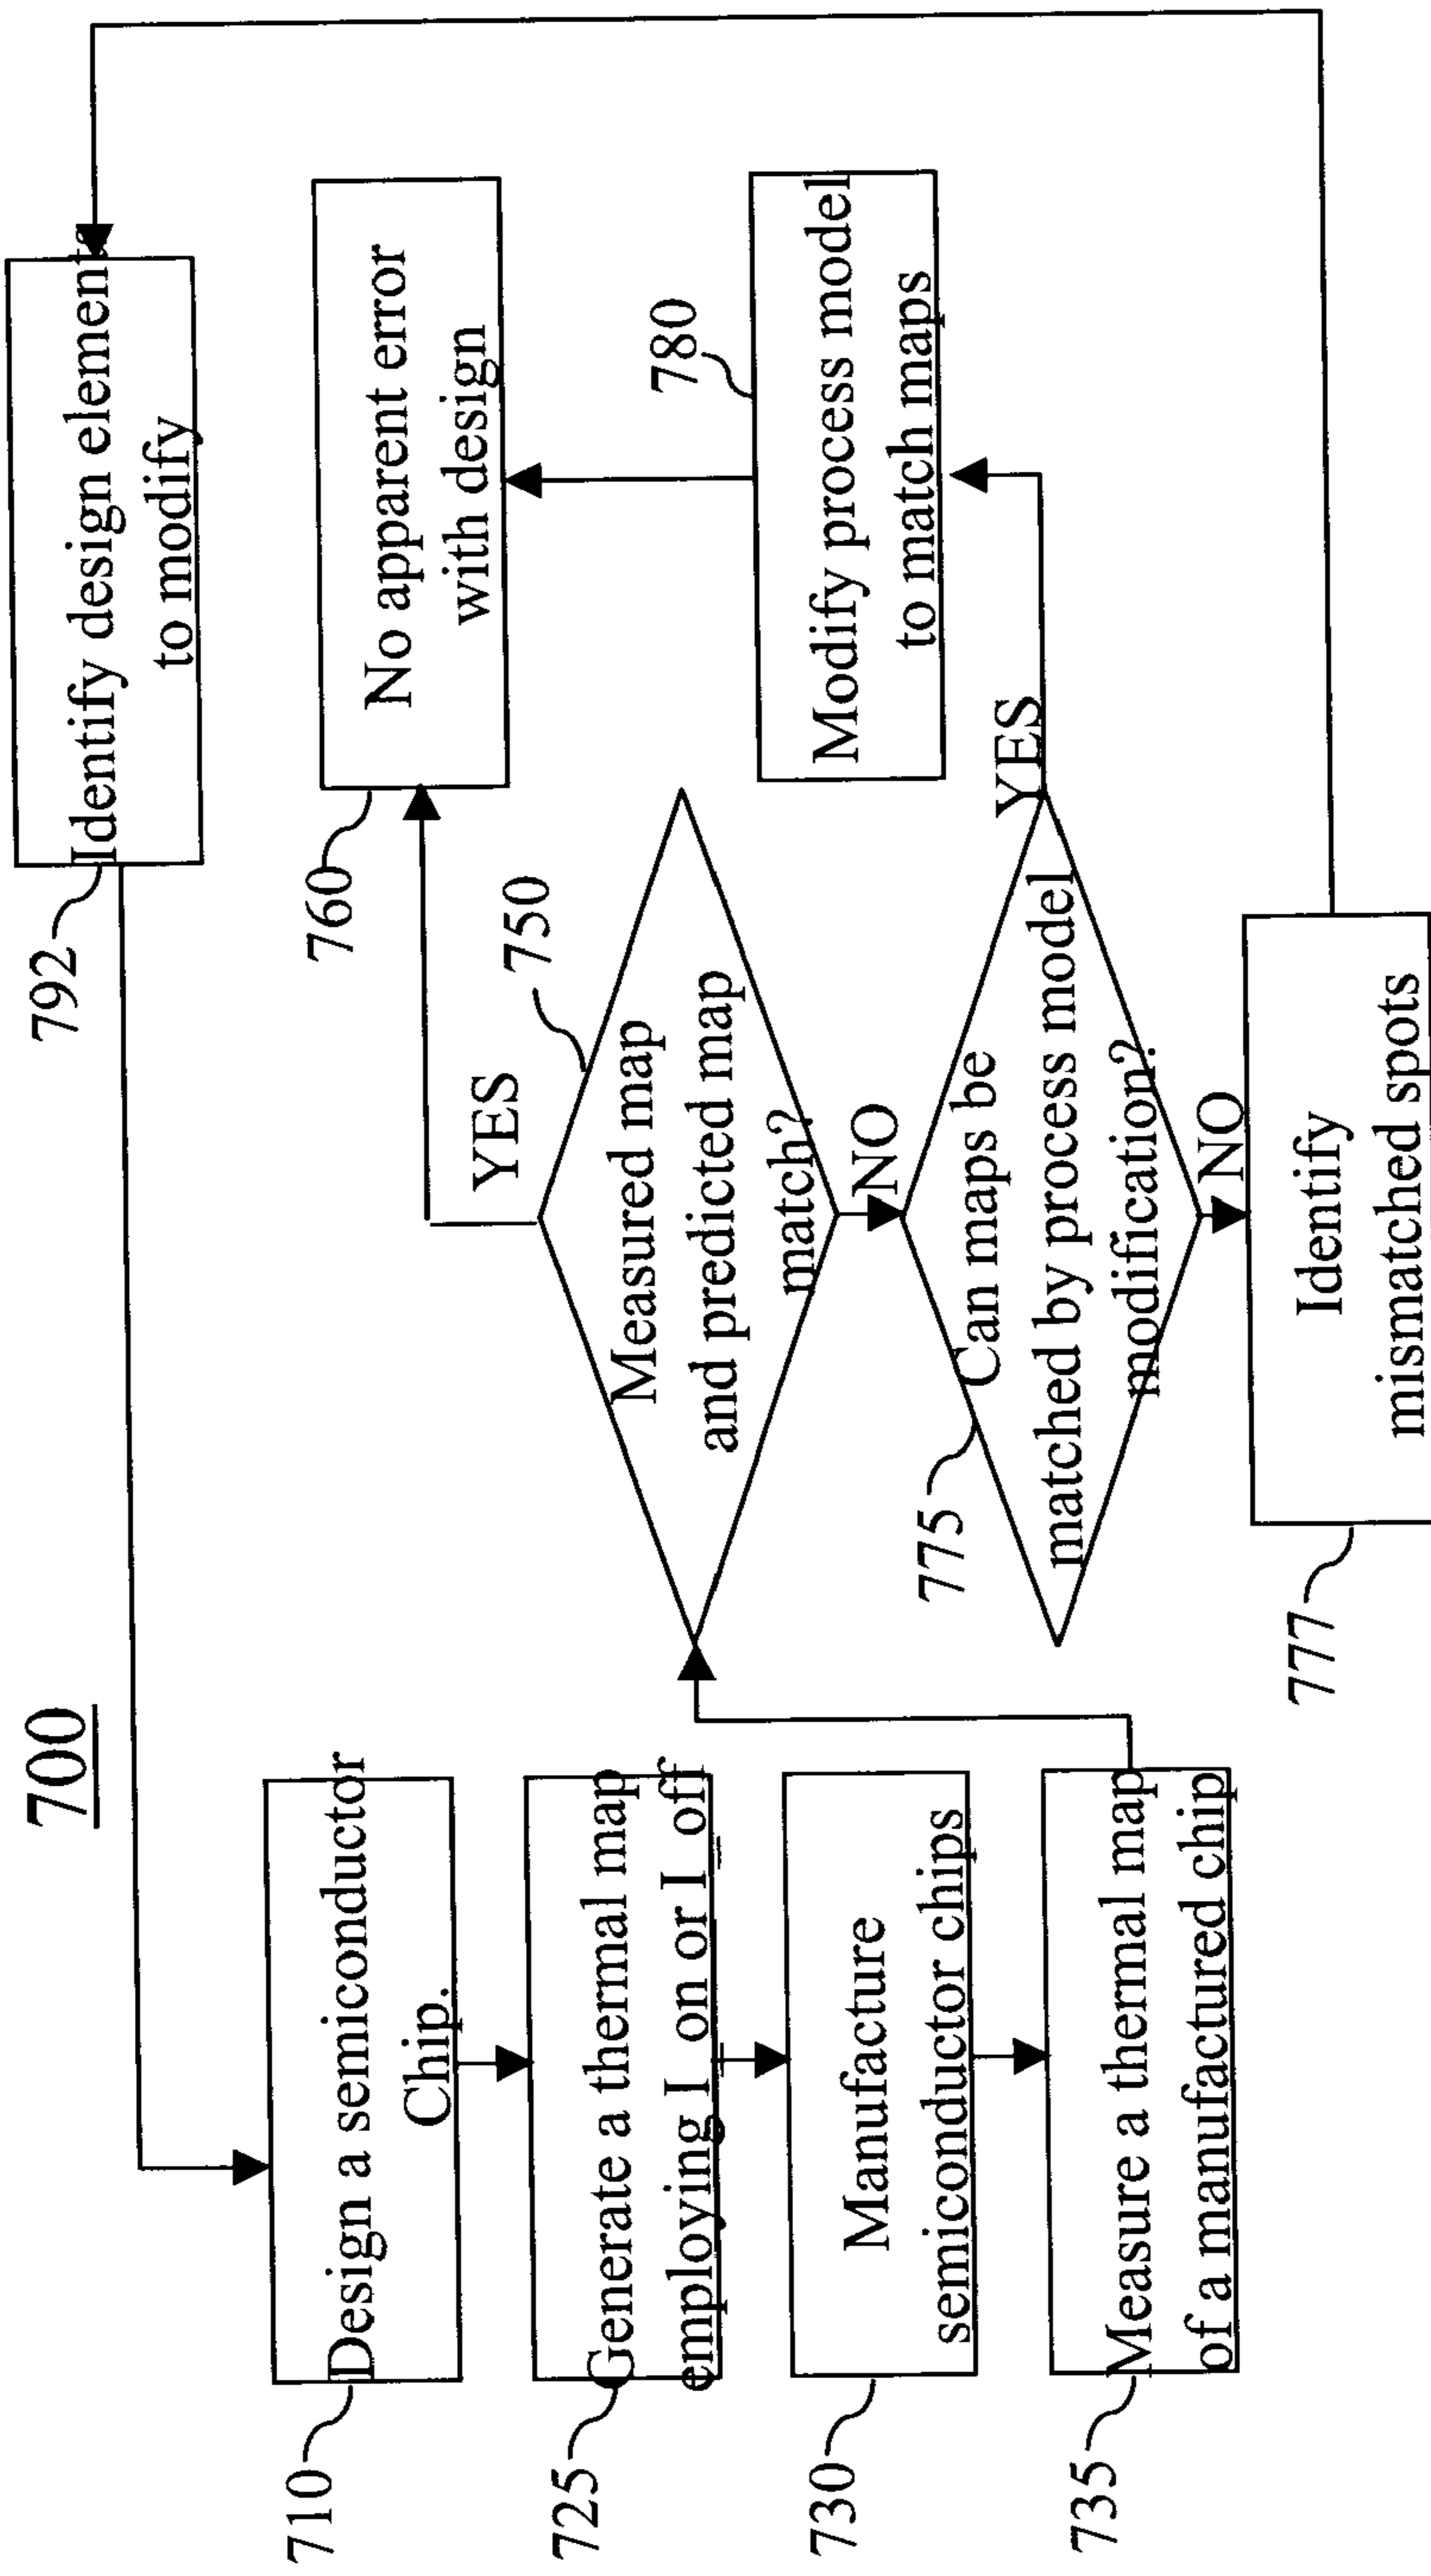 700
710
Design a semiconductor
Chip.
725
Generate a thermal map
employing I_on or I_off
730
Manufacture
semiconductor chips
735
Measure a thermal map
of a manufactured chip
792
Identify design elements
to modify
760
No apparent error
with design
YES
750
Measured map
and predicted map
match?
NO
780
Modify process model
to match maps
YES
775
Can maps be
matched by process model
modification?
NO
777
Identify
mismatched spots